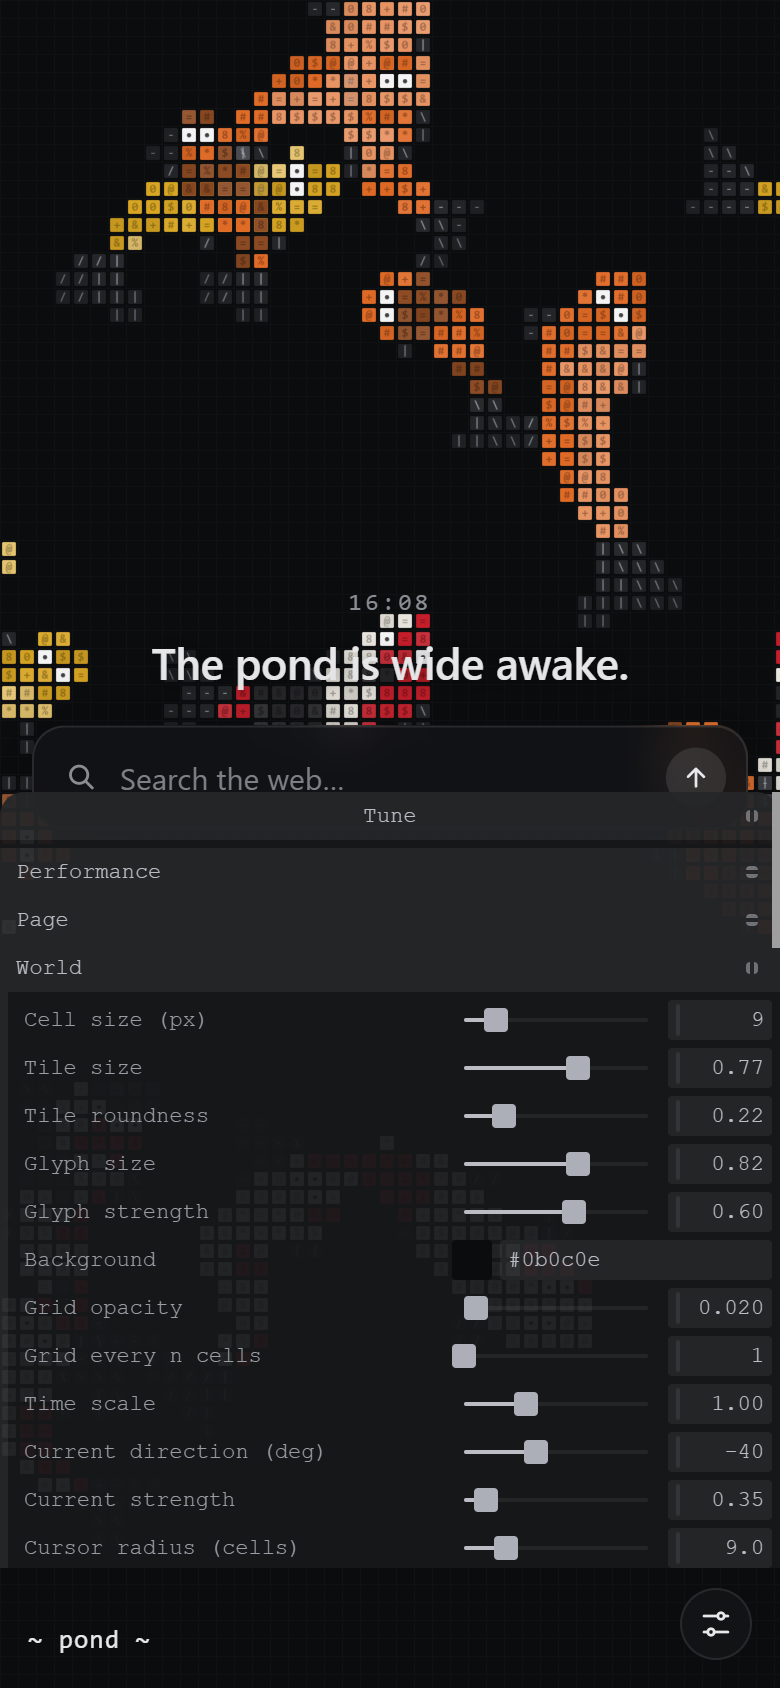 16:08
The pond is wide awake.
Search the web...
Tune
Performance
Page
World
Cell size (px) 9
Tile size 0.77
Tile roundness 0.22
Glyph size 0.82
Glyph strength 0.60
Background #0b0c0e
Grid opacity 0.020
Grid every n cells 1
Time scale 1.00
Current direction (deg) −40
Current strength 0.35
Cursor radius (cells) 9.0
~ pond ~